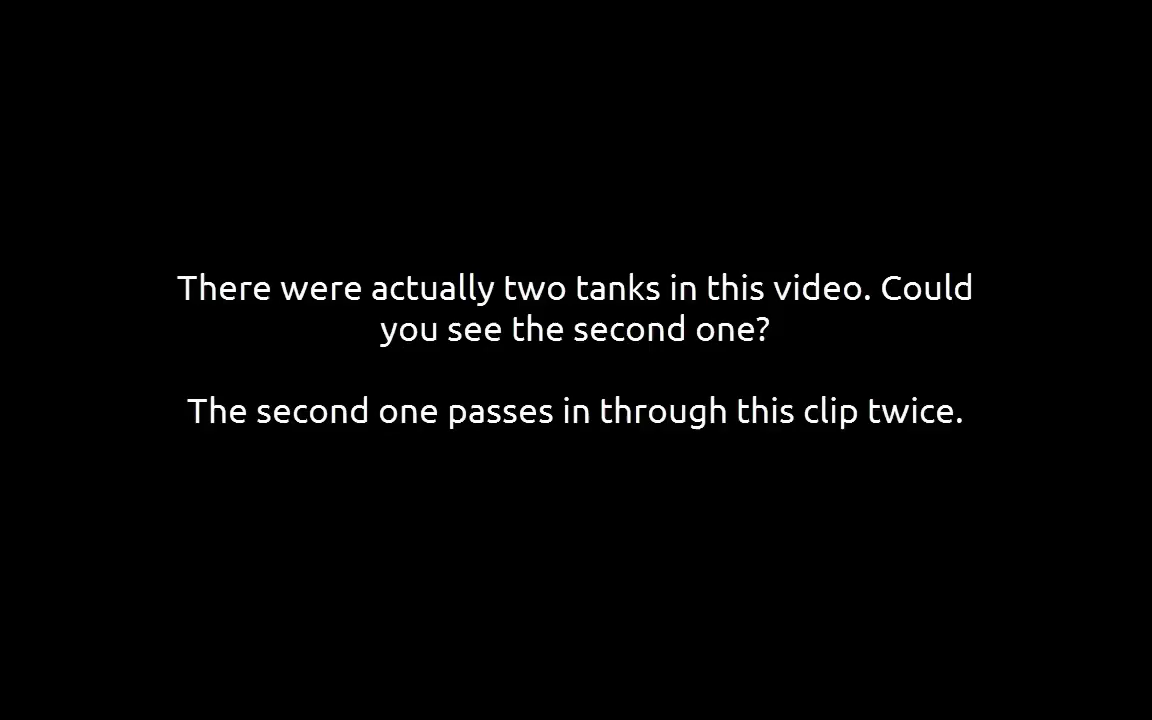 There were actually two tanks in this video. Could
you see the second one?
The second one passes in through this clip twice.